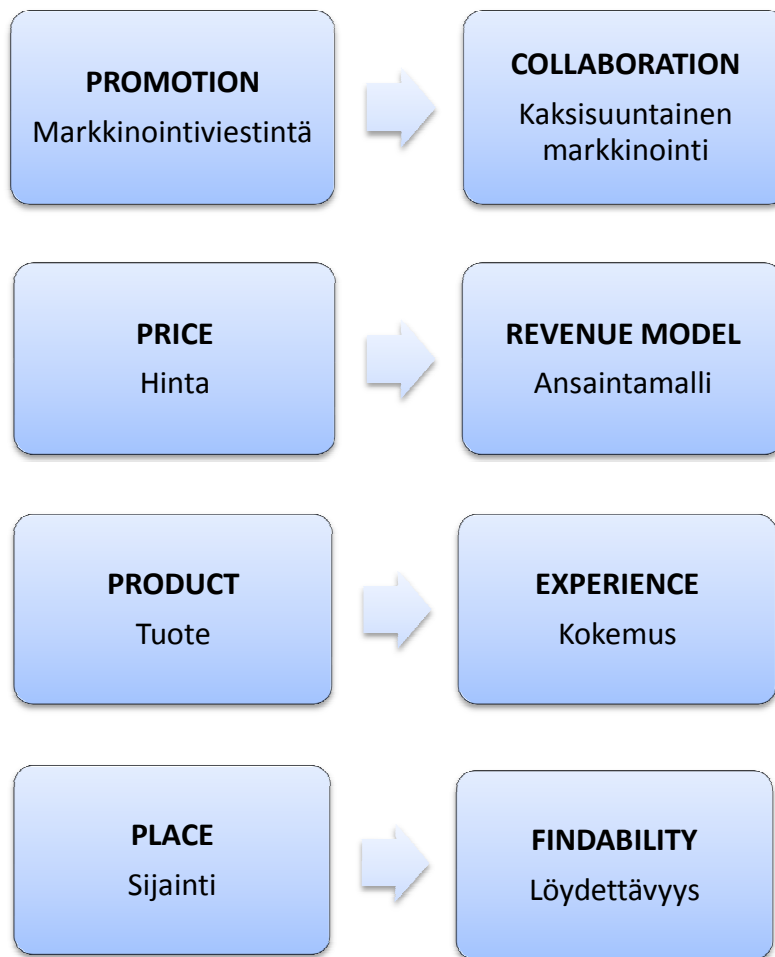 PROMOTION
Markkinointiviestintä
COLLABORATION
Kaksisuuntainen
markkinointi
PRICE
Hinta
REVENUE MODEL
Ansaintamalli
PRODUCT
Tuote
EXPERIENCE
Kokemus
PLACE
Sijainti
FINDABILITY
Löydettävyys